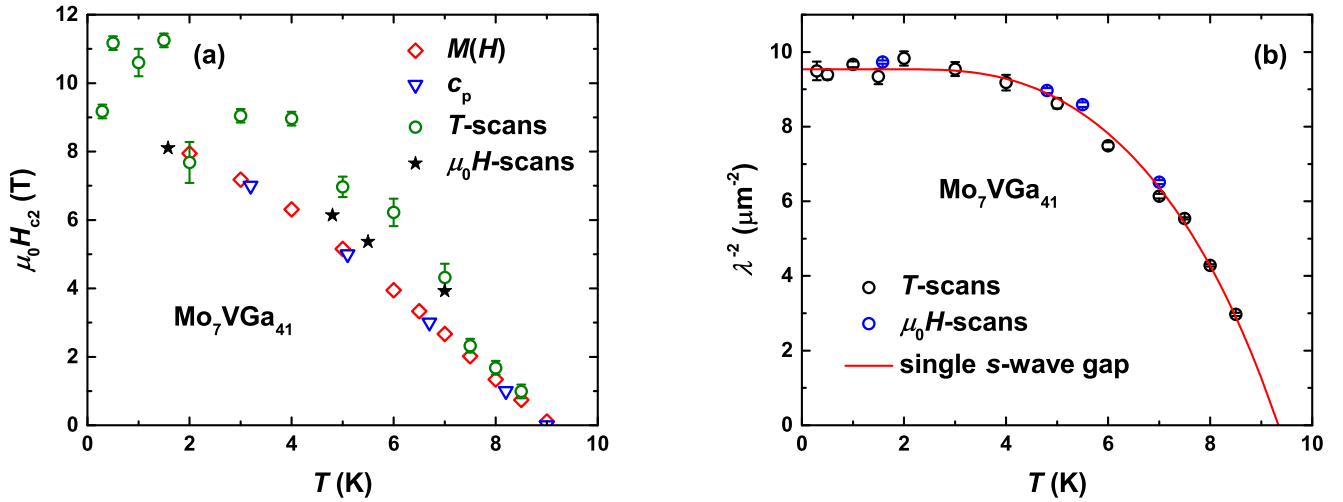 12
10
8
6
4
2
0
μ₀H_c2 (T)
(a)
M(H)
c_p
T-scans
μ₀H-scans
Mo₇VGa₄₁
0 2 4 6 8 10
T (K)
10
8
6
4
2
0
λ⁻² (μm⁻²)
(b)
Mo₇VGa₄₁
T-scans
μ₀H-scans
single s-wave gap
0 2 4 6 8 10
T (K)